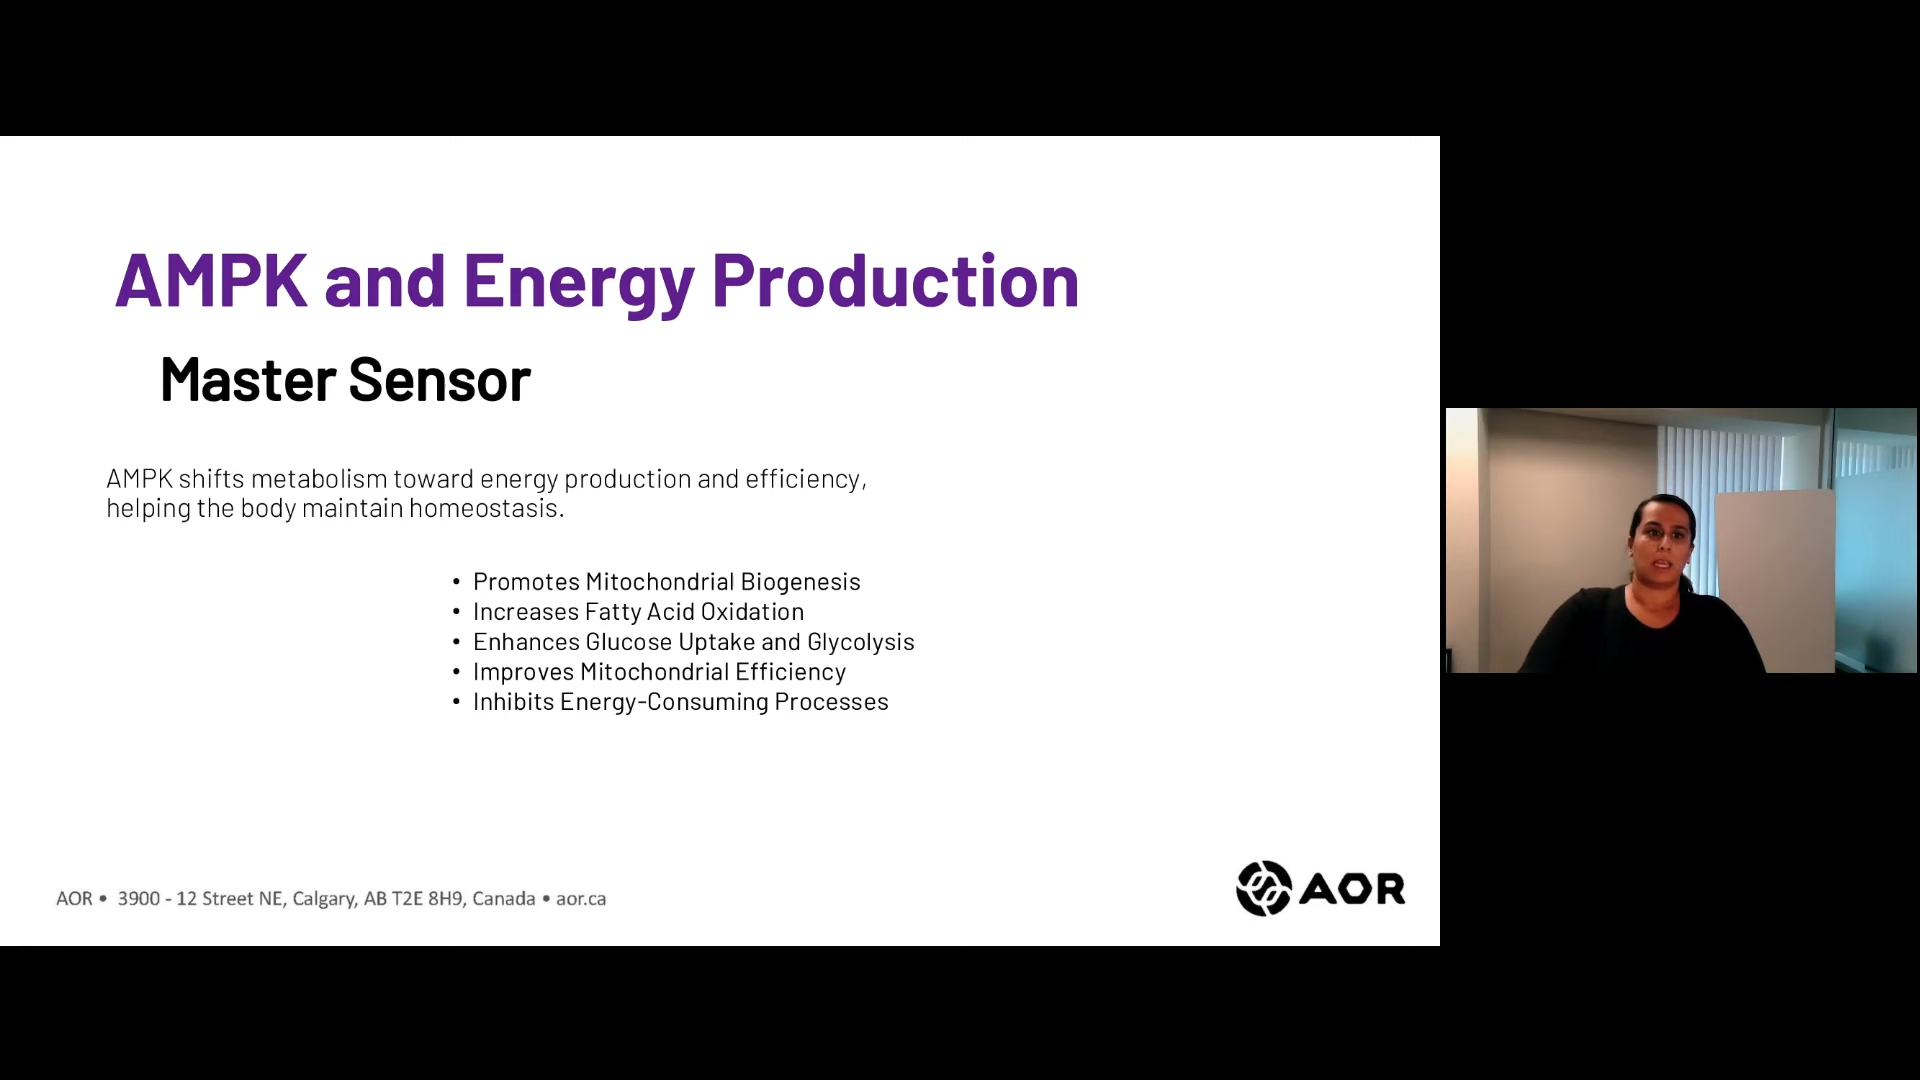 AMPK and Energy Production
Master Sensor
AMPK shifts metabolism toward energy production and efficiency,
helping the body maintain homeostasis.
• Promotes Mitochondrial Biogenesis
• Increases Fatty Acid Oxidation
• Enhances Glucose Uptake and Glycolysis
• Improves Mitochondrial Efficiency
• Inhibits Energy-Consuming Processes
AOR • 3900 - 12 Street NE, Calgary, AB T2E 8H9, Canada • aor.ca
AOR